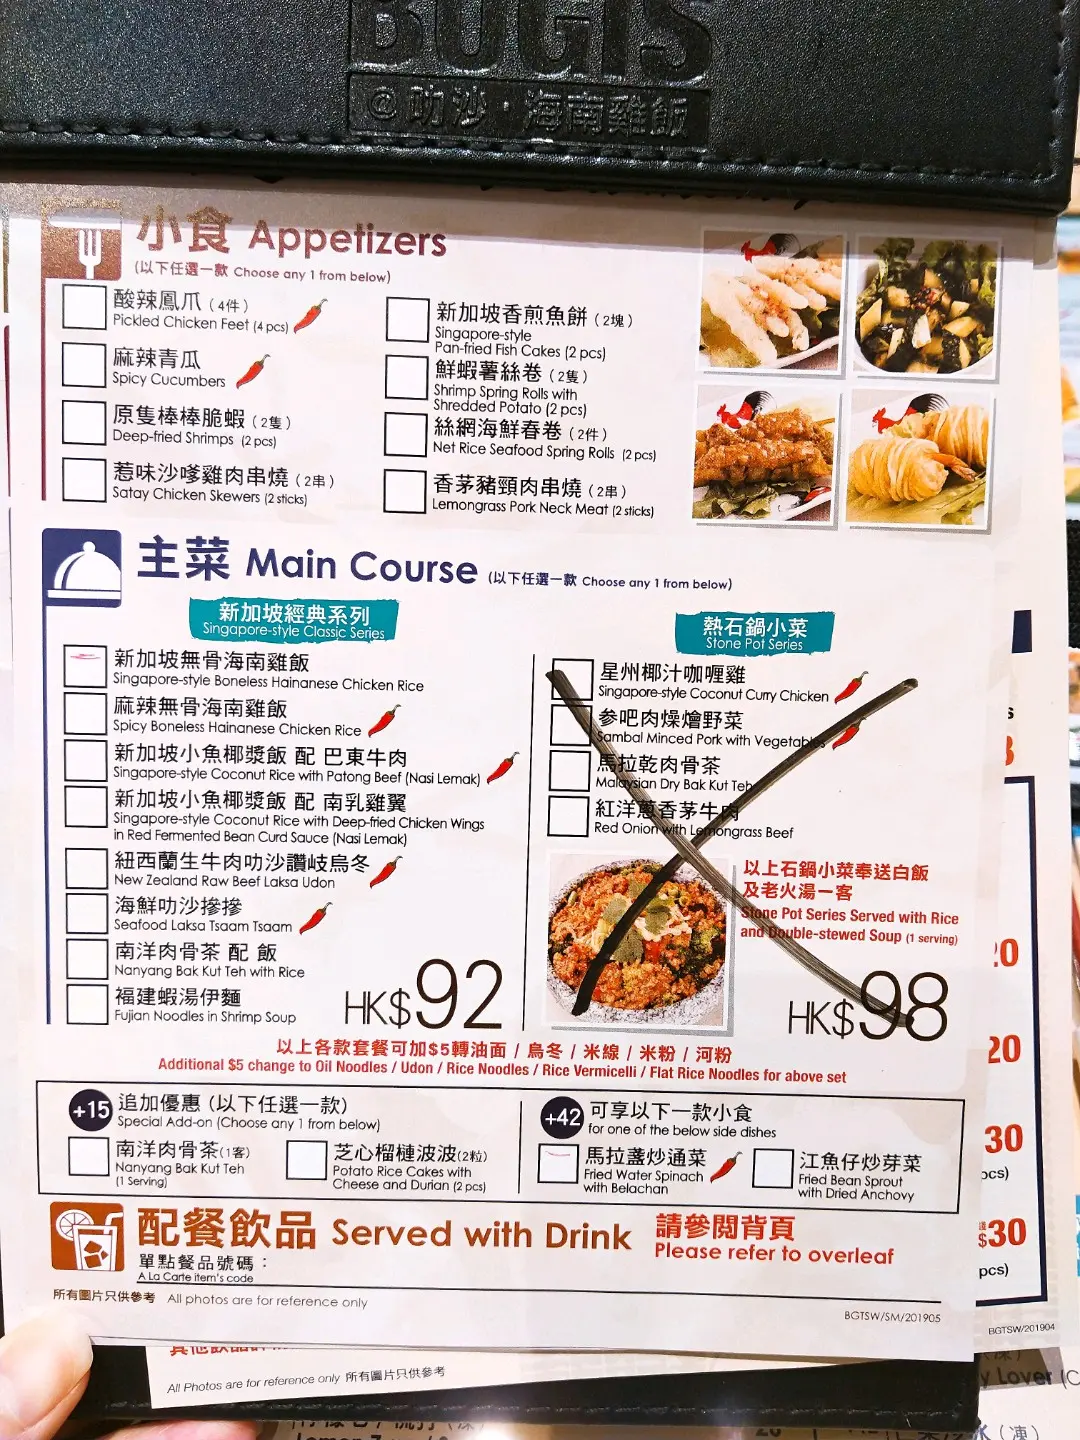 BUGIS
@叻沙·海南雞飯
小食 Appetizers
(以下任選一款 Choose any 1 from below)
酸辣鳳爪（4件）
Pickled Chicken Feet (4 pcs)
麻辣青瓜
Spicy Cucumbers
原隻棒棒脆蝦（2隻）
Deep-fried Shrimps (2 pcs)
惹味沙嗲雞肉串燒（2串）
Satay Chicken Skewers (2 sticks)
新加坡香煎魚餅（2塊）
Singapore-style
Pan-fried Fish Cakes (2 pcs)
鮮蝦薯絲卷（2隻）
Shrimp Spring Rolls with
Shredded Potato (2 pcs)
絲網海鮮春卷（2件）
Net Rice Seafood Spring Rolls (2 pcs)
香茅豬頸肉串燒（2串）
Lemongrass Pork Neck Meat (2 sticks)
主菜 Main Course (以下任選一款 Choose any 1 from below)
新加坡經典系列
Singapore-style Classic Series
新加坡無骨海南雞飯
Singapore-style Boneless Hainanese Chicken Rice
麻辣無骨海南雞飯
Spicy Boneless Hainanese Chicken Rice
新加坡小魚椰漿飯 配 巴東牛肉
Singapore-style Coconut Rice with Patong Beef (Nasi Lemak)
新加坡小魚椰漿飯 配 南乳雞翼
Singapore-style Coconut Rice with Deep-fried Chicken Wings
in Red Fermented Bean Curd Sauce (Nasi Lemak)
紐西蘭生牛肉叻沙讚岐烏冬
New Zealand Raw Beef Laksa Udon
海鮮叻沙摻摻
Seafood Laksa Tsaam Tsaam
南洋肉骨茶 配 飯
Nanyang Bak Kut Teh with Rice
福建蝦湯伊麵
Fujian Noodles in Shrimp Soup
HK$92
熱石鍋小菜
Stone Pot Series
星州椰汁咖喱雞
Singapore-style Coconut Curry Chicken
參吧肉燥燴野菜
Sambal Minced Pork with Vegetables
馬拉乾肉骨茶
Malaysian Dry Bak Kut Teh
紅洋蔥香茅牛肉
Red Onion with Lemongrass Beef
以上石鍋小菜奉送白飯
及老火湯一客
Stone Pot Series Served with Rice
and Double-stewed Soup (1 serving)
HK$98
以上各款套餐可加$5轉油面 / 烏冬 / 米線 / 米粉 / 河粉
Additional $5 change to Oil Noodles / Udon / Rice Noodles / Rice Vermicelli / Flat Rice Noodles for above set
+15 追加優惠 (以下任選一款)
Special Add-on (Choose any 1 from below)
南洋肉骨茶(1客)
Nanyang Bak Kut Teh
(1 Serving)
芝心榴槤波波(2粒)
Potato Rice Cakes with
Cheese and Durian (2 pcs)
+42 可享以下一款小食
for one of the below side dishes
馬拉盞炒通菜
Fried Water Spinach
with Belachan
江魚仔炒芽菜
Fried Bean Sprout
with Dried Anchovy
配餐飲品 Served with Drink
請參閲背頁
Please refer to overleaf
單點餐品號碼：
A La Carte item's code
所有圖片只供參考 All photos are for reference only
BGTSW/SM/201905
20
30
pcs)
$30
pcs)
BGTSW/201904
All Photos are for reference only 所有圖片只供參考
Lover